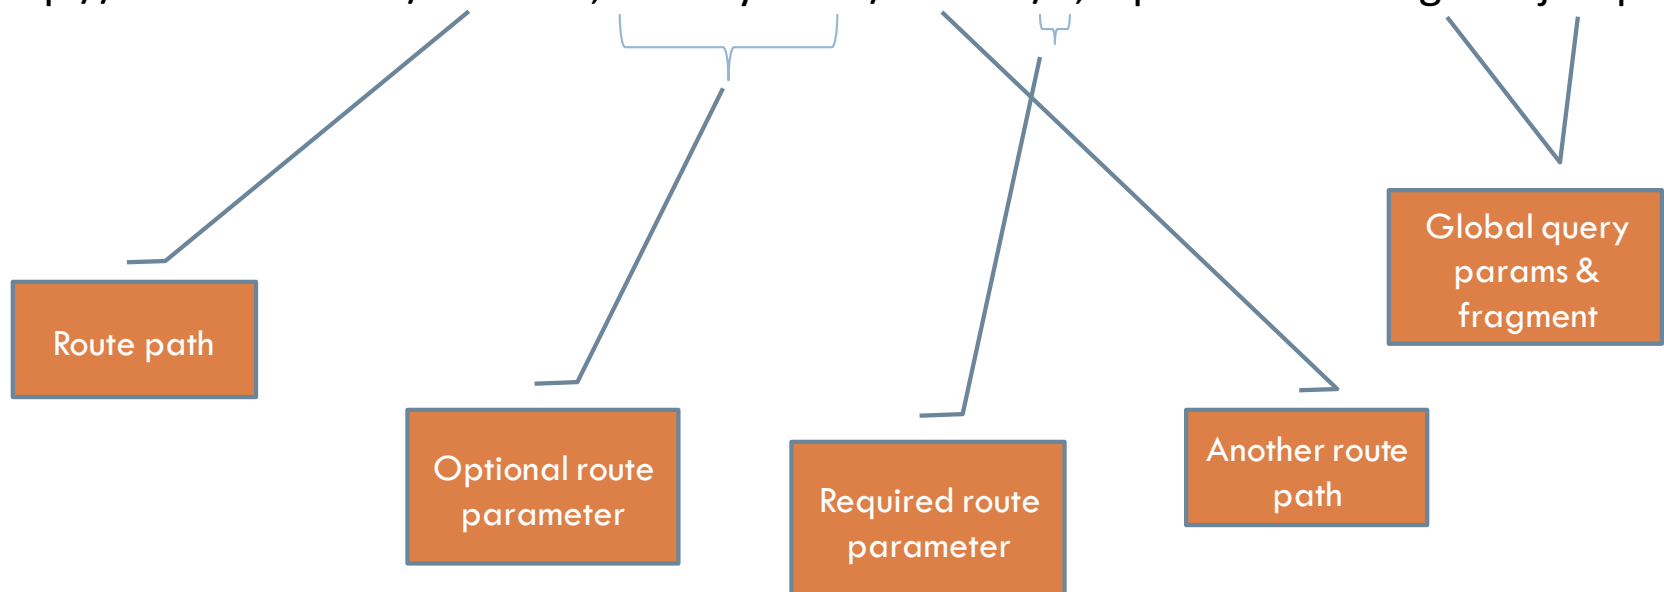 Route path
Optional route
parameter
Required route
parameter
Another route
path
Global query
params &
fragment